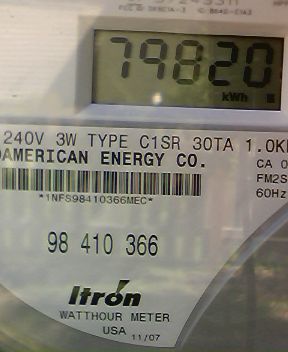 79820
kWh
240V 3W TYPE C1SR 30TA 1.0K
OAMERICAN ENERGY CO.
CA 0
*1NFS98410366MEC*
FM2S
60Hz
98 410 366
Itron
WATTHOUR METER
USA 11/07